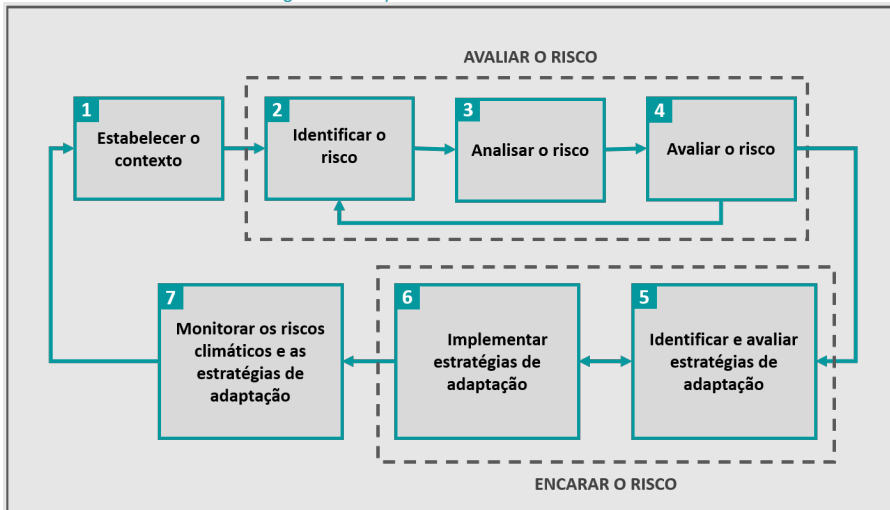 AVALIAR O RISCO
1
Estabelecer o
contexto
2
Identificar o
risco
3
Analisar o risco
4
Avaliar o risco
7
Monitorar os riscos
climáticos e as
estratégias de
adaptação
6
Implementar
estratégias de
adaptação
5
Identificar e avaliar
estratégias de
adaptação
ENCARAR O RISCO